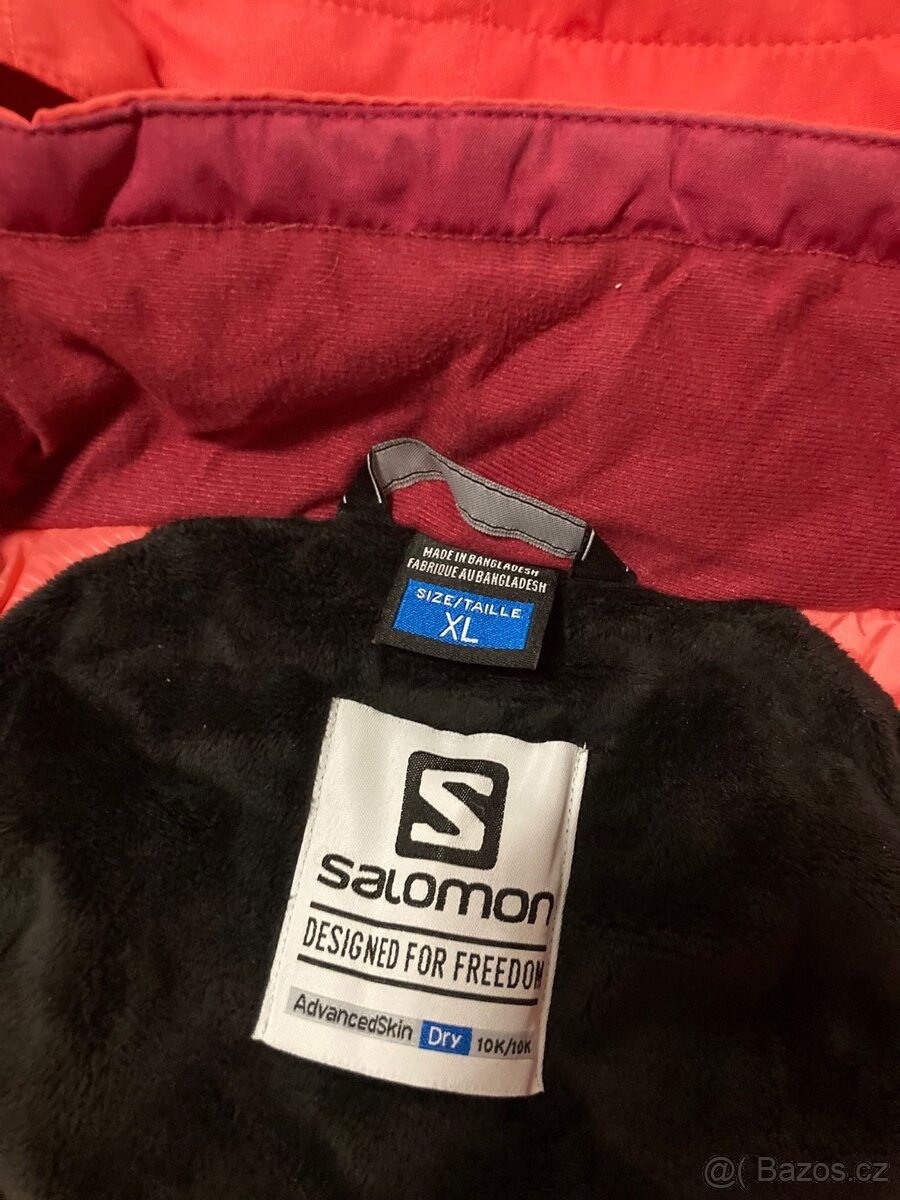 MADE IN BANGLADESH
FABRIQUE AU BANGLADESH
SIZE/TAILLE
XL
S
SALOMON
DESIGNED FOR FREEDOM
AdvancedSkin Dry 10K/10K
@( Bazos.cz